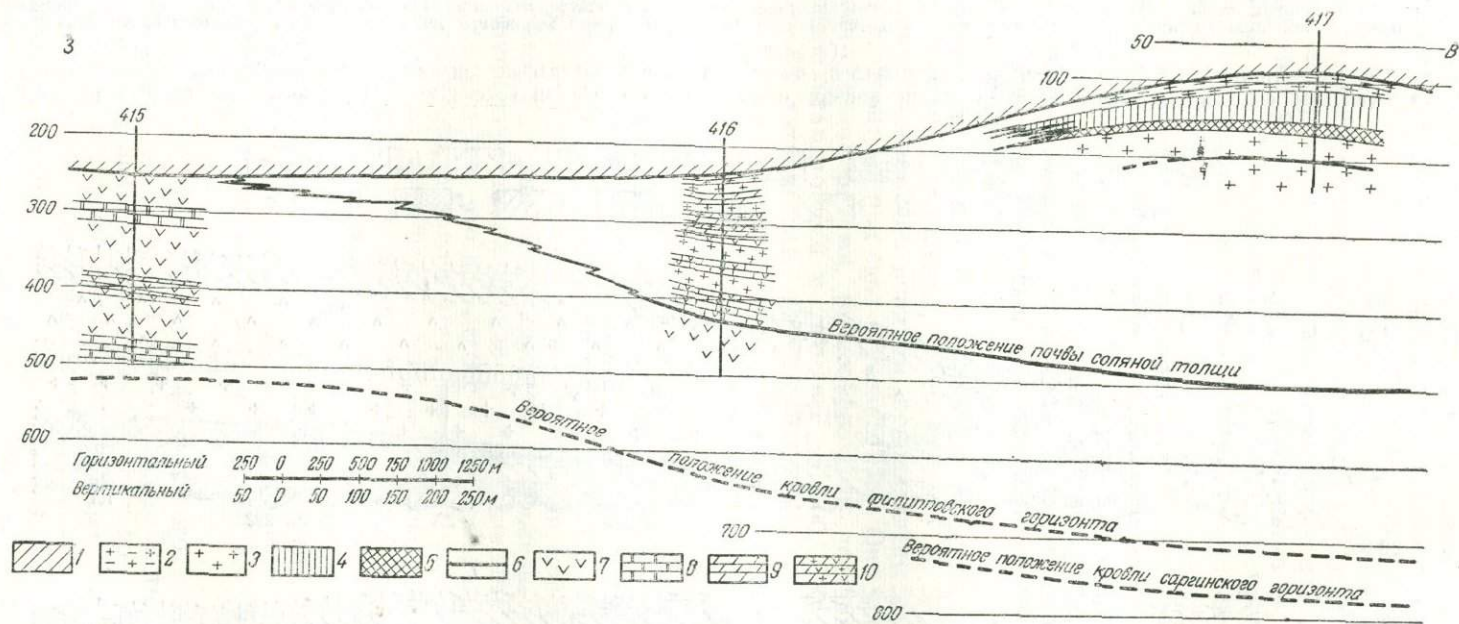 З
417
50
В
100
415
416
200
300
400
500
Вероятное положение почвы соляной толщи
Вероятное положение кровли филипповского горизонта
600
Горизонтальный 250 0 250 500 750 1000 1250 м
Вертикальный 50 0 50 100 150 200 250 м
700
Вероятное положение кровли саргинского горизонта
800
1 2 3 4 5 6 7 8 9 10